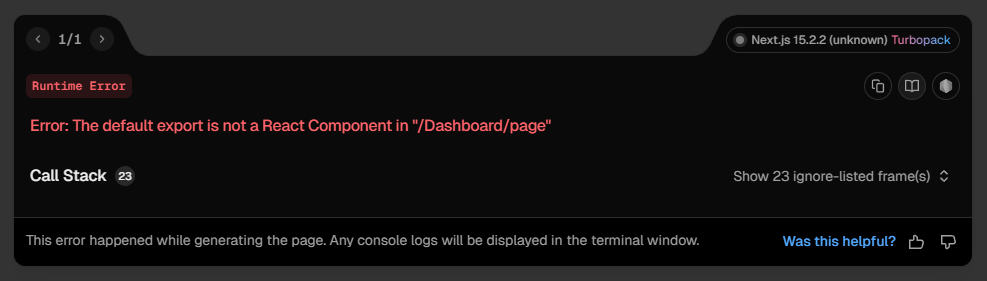 1/1
Next.js 15.2.2 (unknown) Turbopack
Runtime Error
Error: The default export is not a React Component in "/Dashboard/page"
Call Stack 23
Show 23 ignore-listed frame(s)
This error happened while generating the page. Any console logs will be displayed in the terminal window.
Was this helpful?